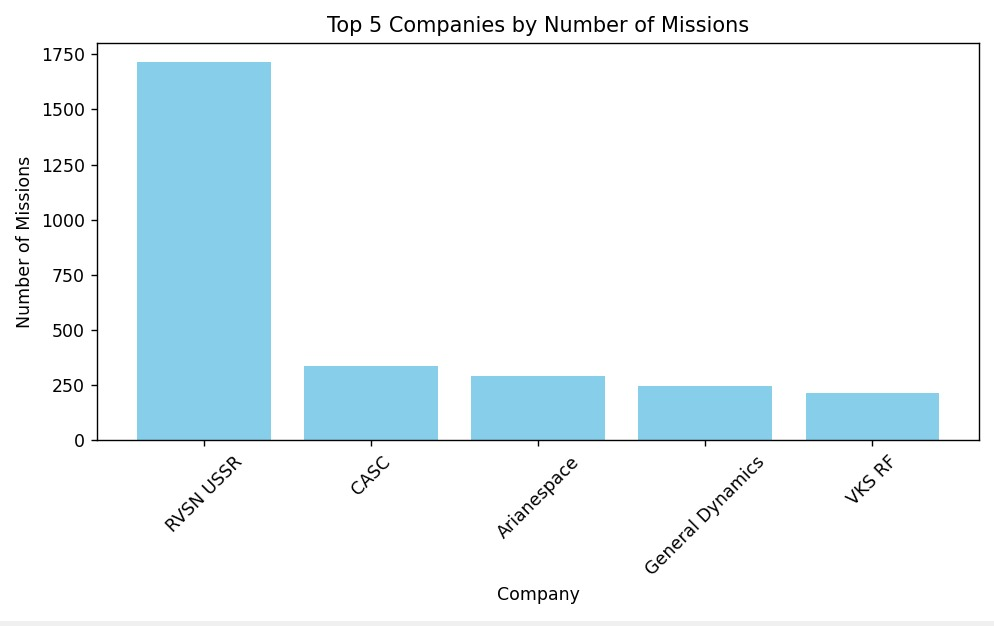 Top 5 Companies by Number of Missions
Number of Missions
1750
1500
1250
1000
750
500
250
0
RVSN USSR
CASC
Arianespace
General Dynamics
VKS RF
Company